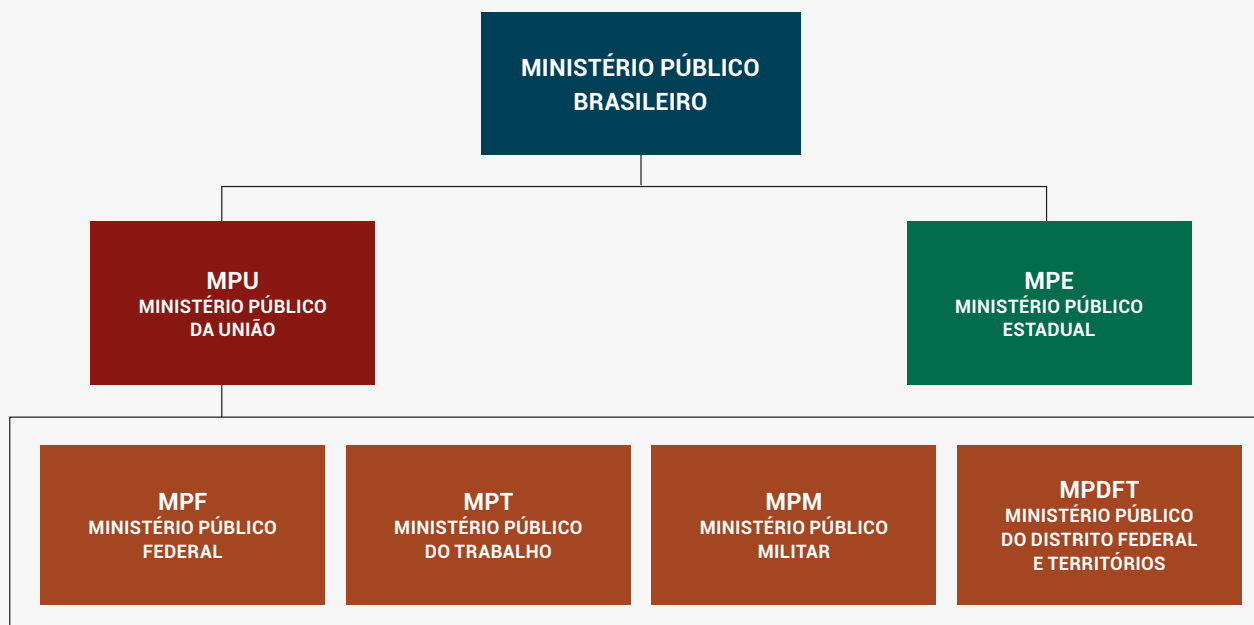 MINISTÉRIO PÚBLICO
BRASILEIRO
MPU
MINISTÉRIO PÚBLICO
DA UNIÃO
MPE
MINISTÉRIO PÚBLICO
ESTADUAL
MPF
MINISTÉRIO PÚBLICO
FEDERAL
MPT
MINISTÉRIO PÚBLICO
DO TRABALHO
MPM
MINISTÉRIO PÚBLICO
MILITAR
MPDFT
MINISTÉRIO PÚBLICO
DO DISTRITO FEDERAL
E TERRITÓRIOS